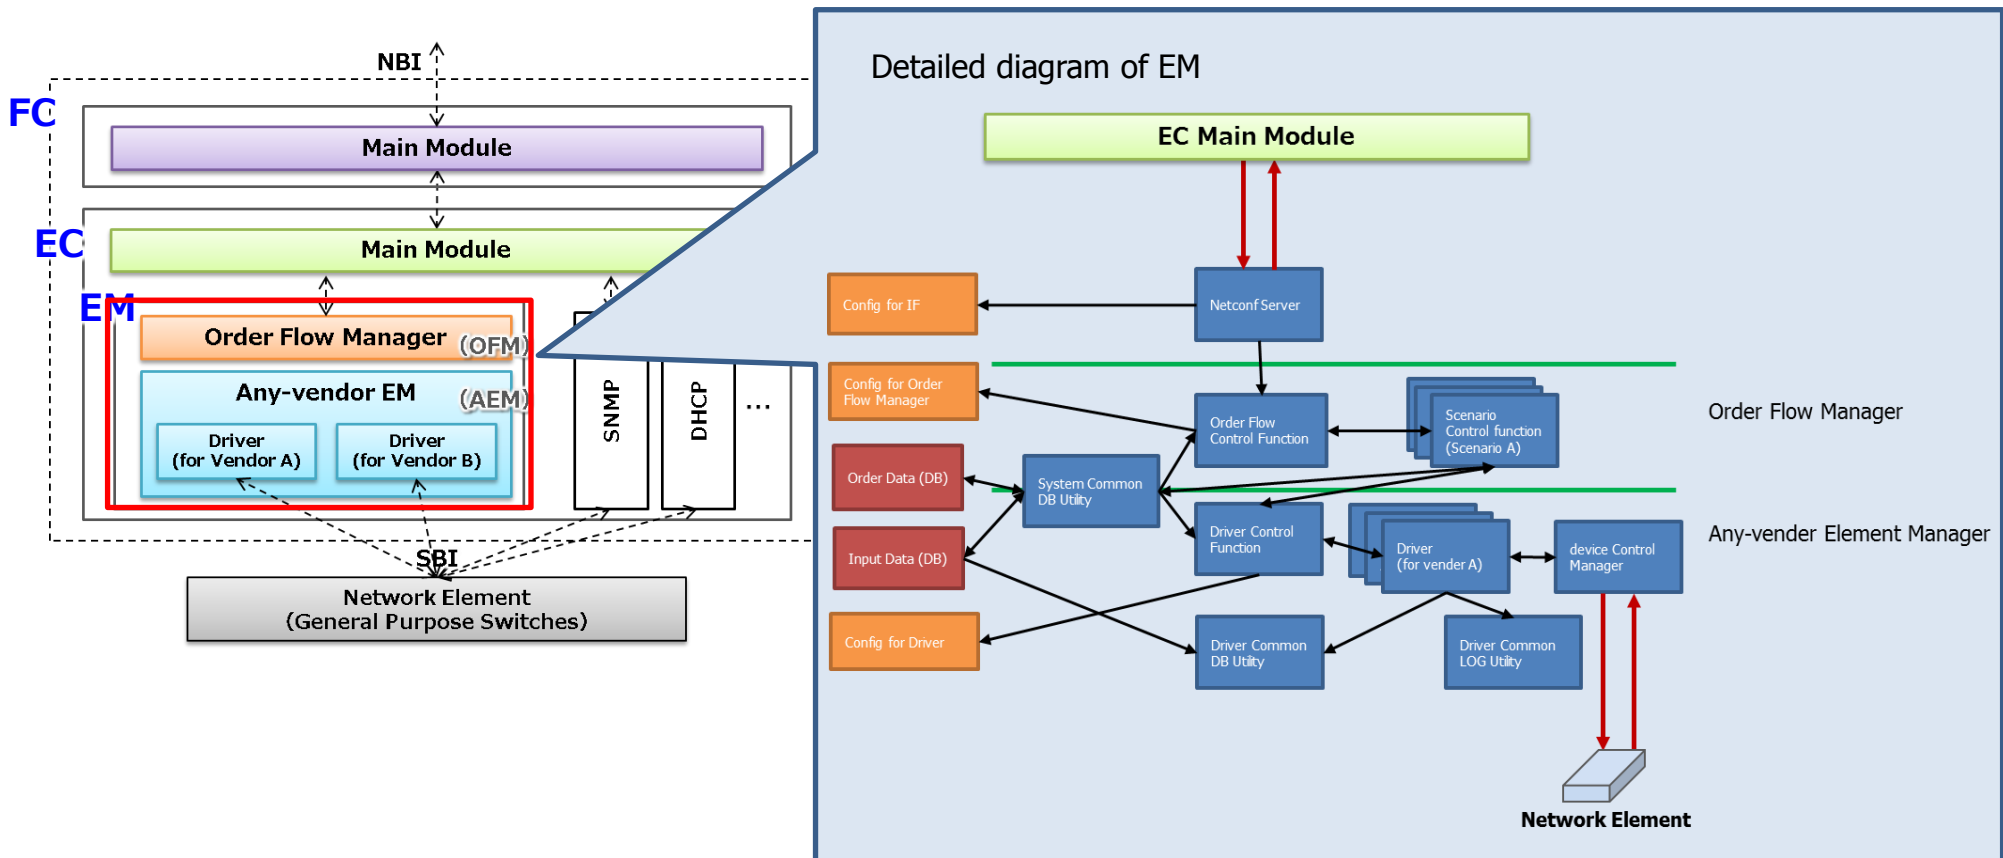 NBI
FC
Main Module
EC
Main Module
EM
Order Flow Manager
(OFM)
Any-vendor EM
(AEM)
Driver
(for Vendor A)
Driver
(for Vendor B)
SNMP
DHCP
...
SBI
Network Element
(General Purpose Switches)
Detailed diagram of EM
EC Main Module
Config for IF
Netconf Server
Config for Order
Flow Manager
Order Flow
Control Function
Scenario
Control function
(Scenario A)
Order Flow Manager
Order Data (DB)
System Common
DB Utility
Input Data (DB)
Driver Control
Function
Driver
(for vender A)
device Control
Manager
Any-vender Element Manager
Config for Driver
Driver Common
DB Utility
Driver Common
LOG Utility
Network Element